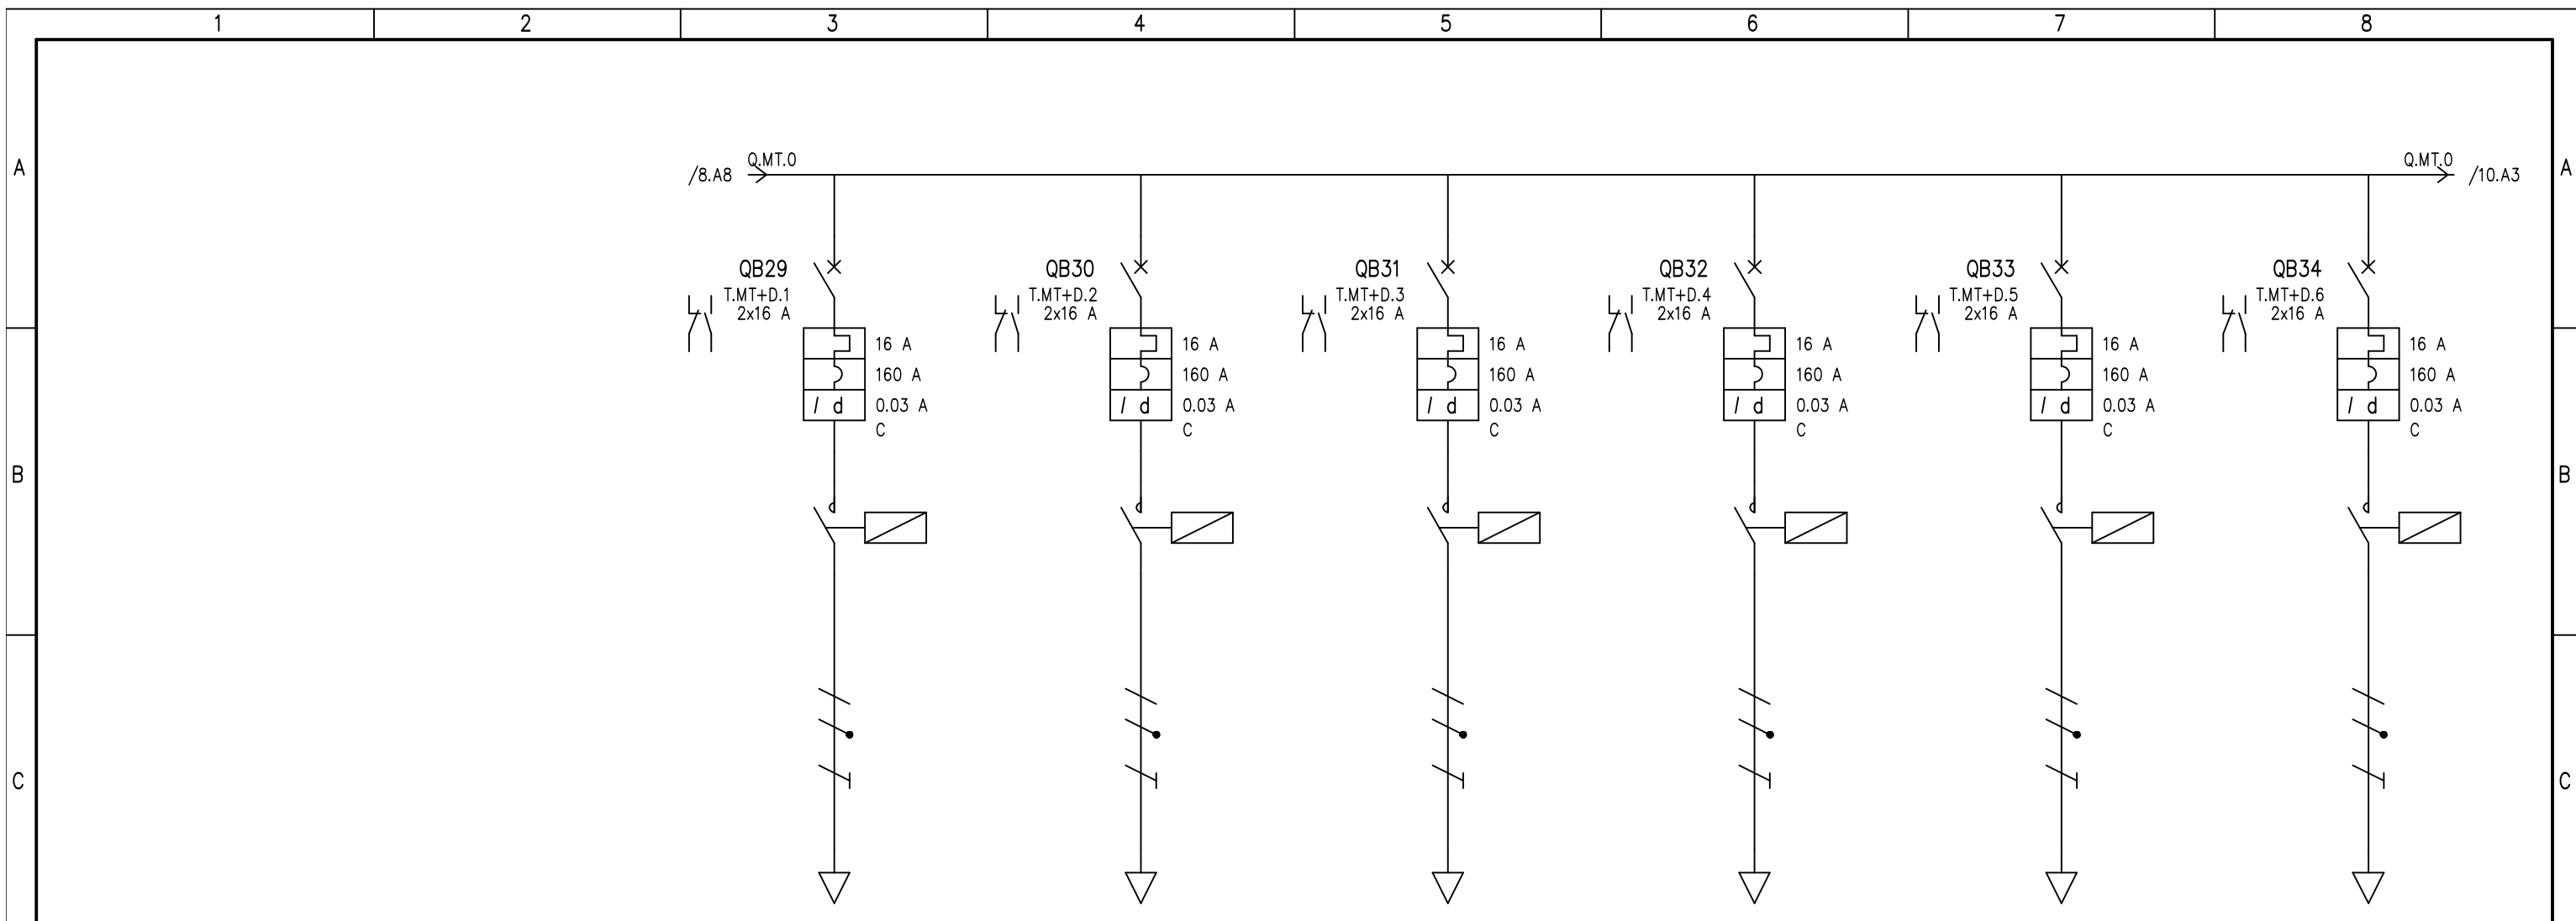 1 2 3 4 5 6 7 8
A A
Q.MT.0 Q.MT.0
/8.A8 /10.A3
QB29 QB30 QB31 QB32 QB33 QB34
T.MT+D.1 T.MT+D.2 T.MT+D.3 T.MT+D.4 T.MT+D.5 T.MT+D.6
2x16 A 2x16 A 2x16 A 2x16 A 2x16 A 2x16 A
16 A 16 A 16 A 16 A 16 A 16 A
160 A 160 A 160 A 160 A 160 A 160 A
I d 0.03 A I d 0.03 A I d 0.03 A I d 0.03 A I d 0.03 A I d 0.03 A
C C C C C C
B B
C C